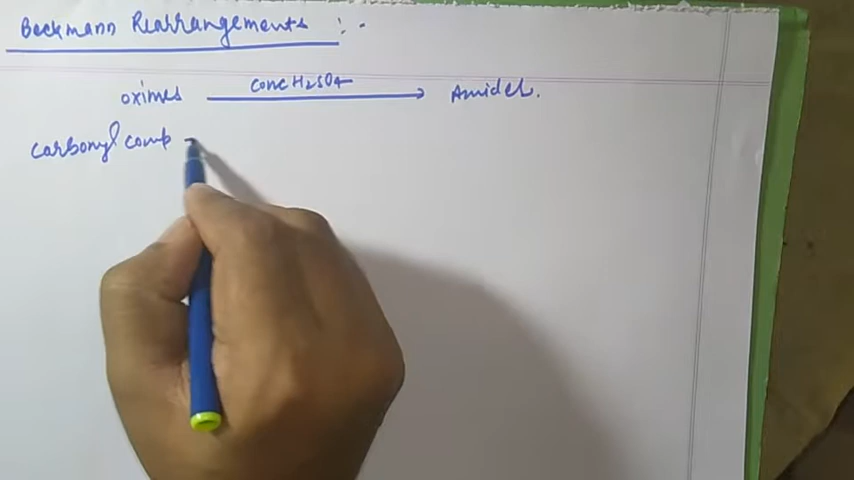 Beckmann Rearrangements :-
oximes conc H2SO4 → Amides.
carbonyl comp -